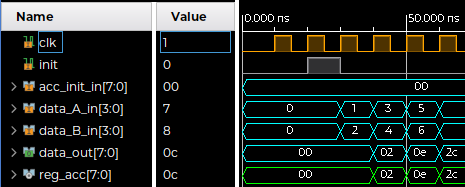 Name Value 0.000 ns 50.000 ns
clk 1
init 0
acc_init_in[7:0] 00 00
data_A_in[3:0] 7 0 1 3 5
data_B_in[3:0] 8 0 2 4 6
data_out[7:0] 0c 00 02 0e 2c
reg_acc[7:0] 0c 00 02 0e 2c